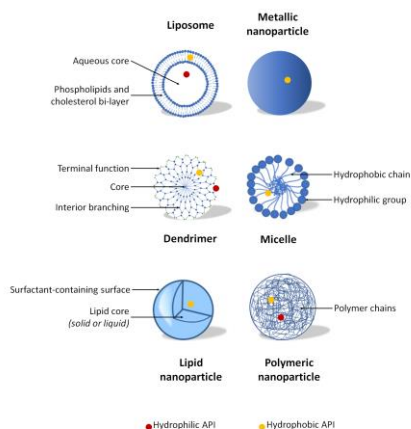 Liposome
Metallic
nanoparticle
Aqueous core
Phospholipids and
cholesterol bi-layer
Terminal function
Core
Interior branching
Hydrophobic chain
Hydrophilic group
Dendrimer
Micelle
Surfactant-containing surface
Lipid core
(solid or liquid)
Polymer chains
Lipid
nanoparticle
Polymeric
nanoparticle
Hydrophilic API
Hydrophobic API